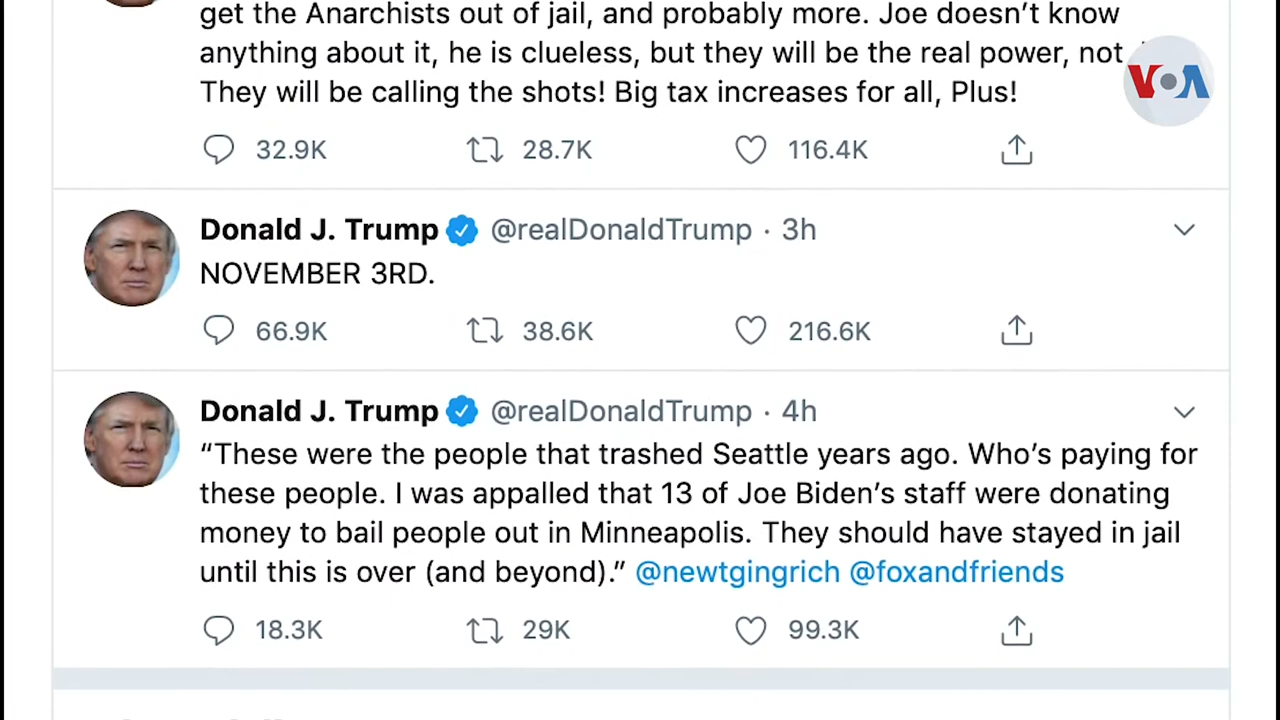 get the Anarchists out of jail, and probably more. Joe doesn’t know
anything about it, he is clueless, but they will be the real power, not
They will be calling the shots! Big tax increases for all, Plus!
VOA
32.9K 28.7K 116.4K
Donald J. Trump @realDonaldTrump · 3h
NOVEMBER 3RD.
66.9K 38.6K 216.6K
Donald J. Trump @realDonaldTrump · 4h
“These were the people that trashed Seattle years ago. Who’s paying for
these people. I was appalled that 13 of Joe Biden’s staff were donating
money to bail people out in Minneapolis. They should have stayed in jail
until this is over (and beyond).” @newtgingrich @foxandfriends
18.3K 29K 99.3K